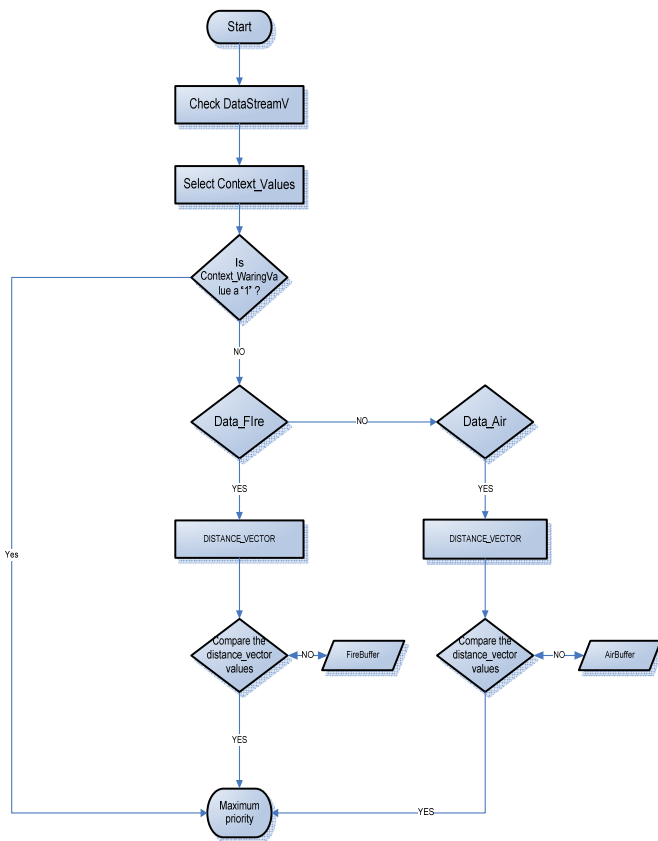 Start
Check DataStreamV
Select Context_Values
Is
Context_WaringVa
lue a "1" ?
NO
Data_FIre
NO
Data_Air
YES
YES
DISTANCE_VECTOR
DISTANCE_VECTOR
Yes
Compare the
distance_vector
values
NO
FireBuffer
Compare the
distance_vector
values
NO
AirBuffer
YES
Maximum
priority
YES